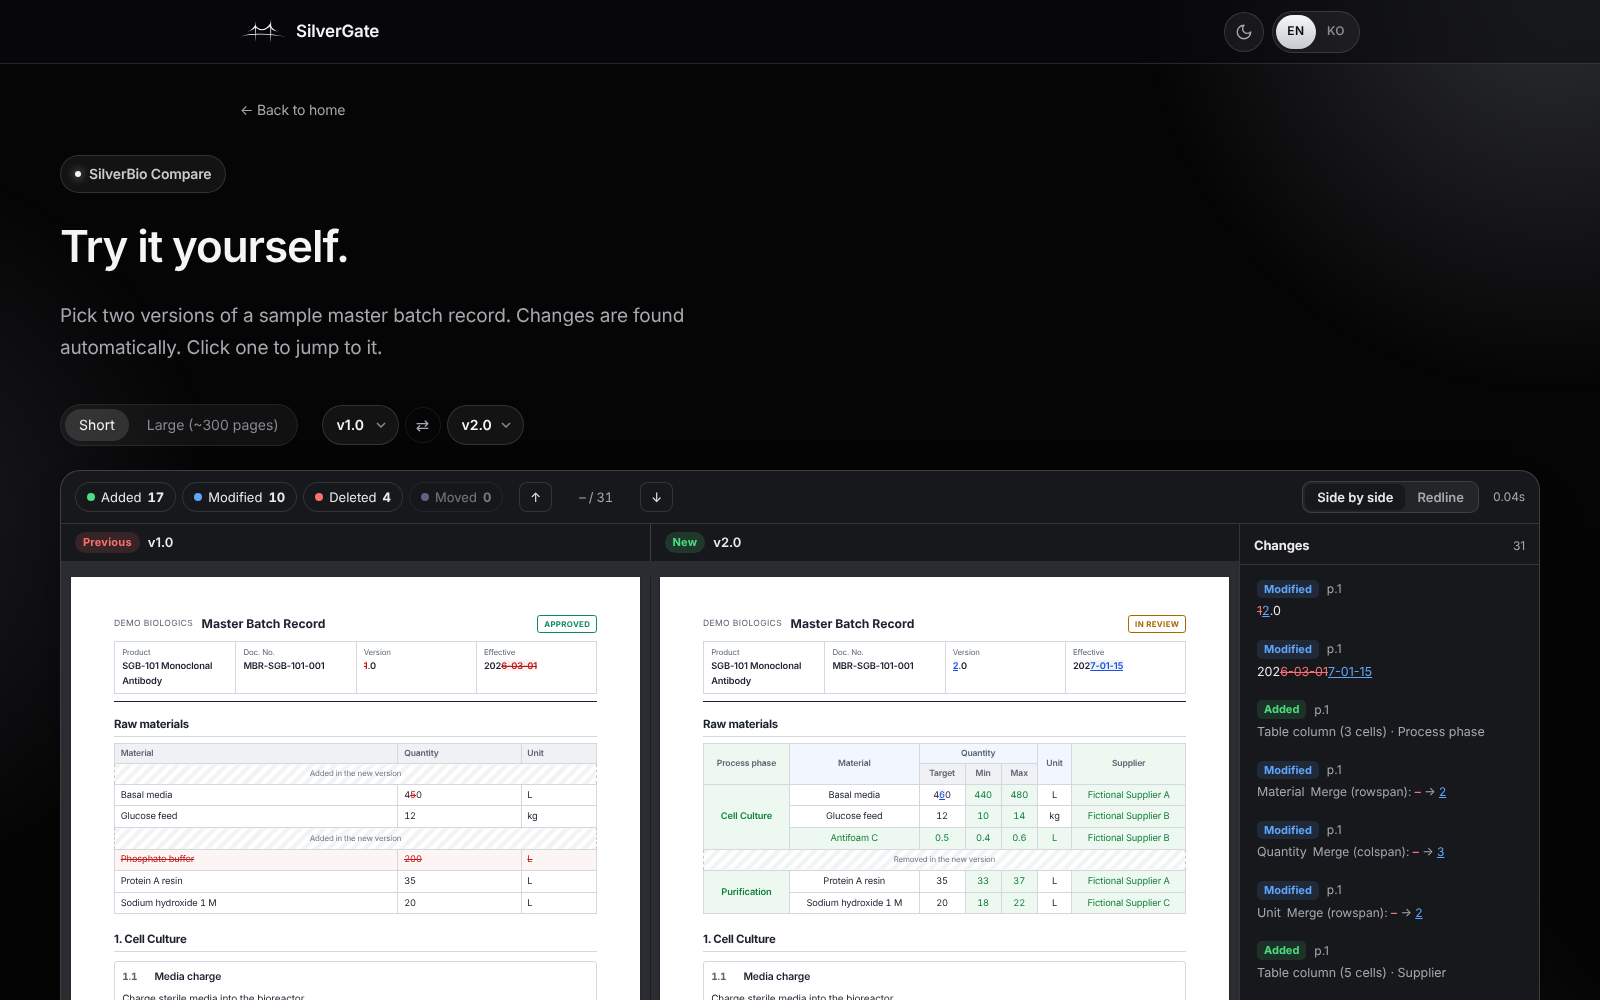 SilverGate
EN KO
← Back to home
SilverBio Compare
Try it yourself.
Pick two versions of a sample master batch record. Changes are found
automatically. Click one to jump to it.
Short Large (~300 pages) v1.0 ⇄ v2.0
Added 17 Modified 10 Deleted 4 Moved 0 ↑ – / 31 ↓ Side by side Redline 0.04s
Previous v1.0
DEMO BIOLOGICS Master Batch Record APPROVED
Product Doc. No. Version Effective
SGB-101 Monoclonal MBR-SGB-101-001 1.0 2026-03-01
Antibody
Raw materials
Material Quantity Unit
Added in the new version
Basal media 450 L
Glucose feed 12 kg
Added in the new version
Phosphate buffer 200 L
Protein A resin 35 L
Sodium hydroxide 1 M 20 L
1. Cell Culture
1.1 Media charge
Charge sterile media into the bioreactor
New v2.0
DEMO BIOLOGICS Master Batch Record IN REVIEW
Product Doc. No. Version Effective
SGB-101 Monoclonal MBR-SGB-101-001 2.0 2027-01-15
Antibody
Raw materials
Process phase Material Quantity Unit Supplier
Target Min Max
Cell Culture
Basal media 460 440 480 L Fictional Supplier A
Glucose feed 12 10 14 kg Fictional Supplier B
Antifoam C 0.5 0.4 0.6 L Fictional Supplier B
Removed in the new version
Purification
Protein A resin 35 33 37 L Fictional Supplier A
Sodium hydroxide 1 M 20 18 22 L Fictional Supplier C
1. Cell Culture
1.1 Media charge
Charge sterile media into the bioreactor
Changes 31
Modified p.1
12.0
Modified p.1
2026-03-017-01-15
Added p.1
Table column (3 cells) · Process phase
Modified p.1
Material Merge (rowspan): – → 2
Modified p.1
Quantity Merge (colspan): – → 3
Modified p.1
Unit Merge (rowspan): – → 2
Added p.1
Table column (5 cells) · Supplier